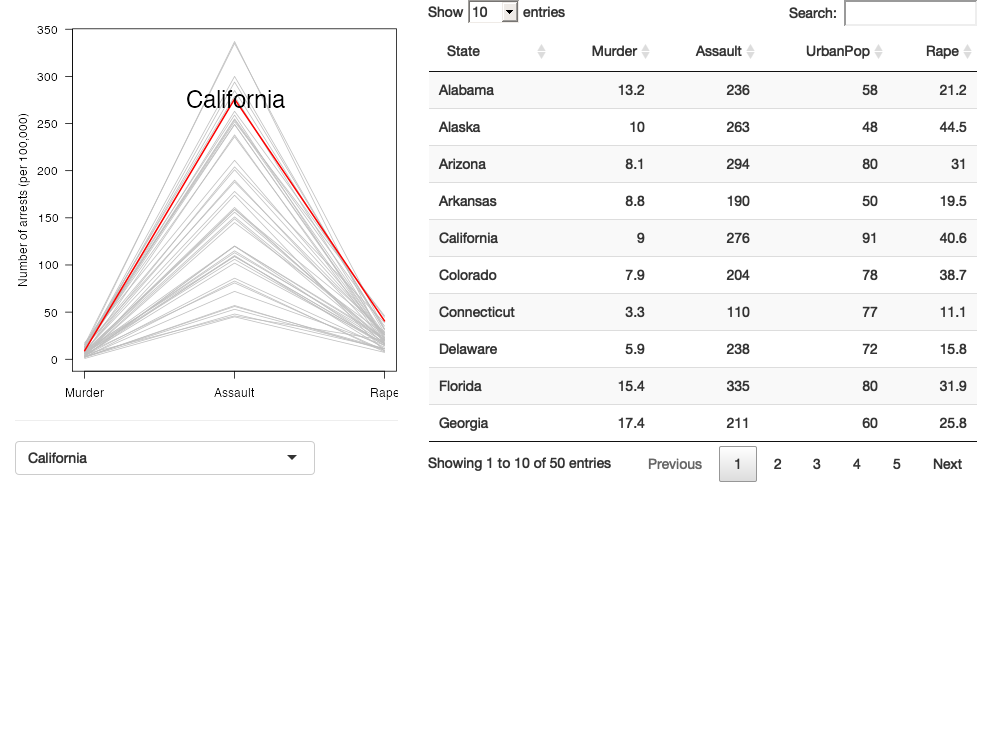 350
300
250
200
150
100
50
0
Number of arrests (per 100,000)
California
Murder Assault Rape
California
Show 10 entries Search:
State Murder Assault UrbanPop Rape
Alabama 13.2 236 58 21.2
Alaska 10 263 48 44.5
Arizona 8.1 294 80 31
Arkansas 8.8 190 50 19.5
California 9 276 91 40.6
Colorado 7.9 204 78 38.7
Connecticut 3.3 110 77 11.1
Delaware 5.9 238 72 15.8
Florida 15.4 335 80 31.9
Georgia 17.4 211 60 25.8
Showing 1 to 10 of 50 entries Previous 1 2 3 4 5 Next